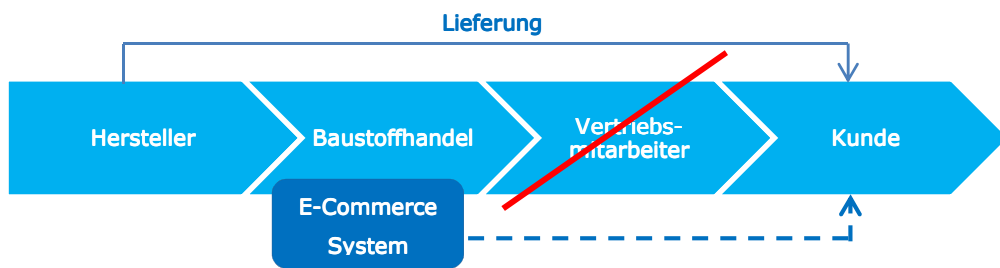 Lieferung
Hersteller
Baustoffhandel
Vertriebs-
mitarbeiter
Kunde
E-Commerce
System